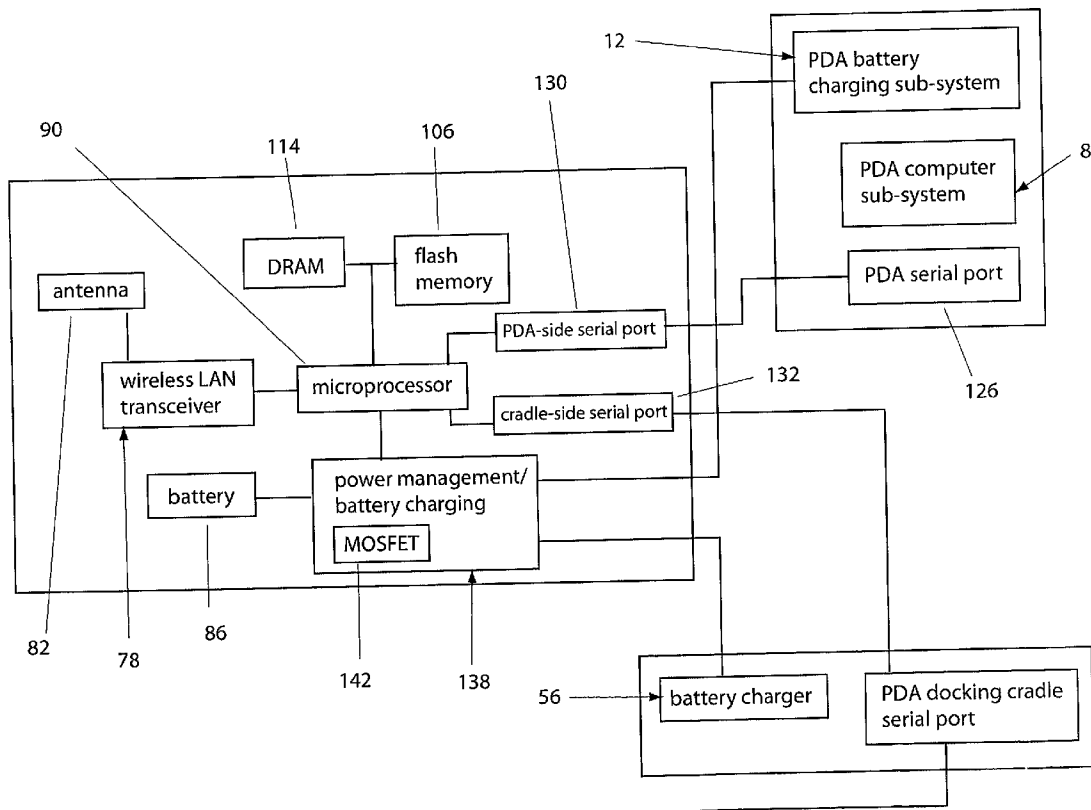 12
PDA battery
charging sub-system
130
90
114
106
8
PDA computer
sub-system
DRAM
flash
memory
PDA serial port
antenna
PDA-side serial port
126
wireless LAN
transceiver
microprocessor
132
cradle-side serial port
battery
power management/
battery charging
MOSFET
82
78
86
142
138
56
battery charger
PDA docking cradle
serial port